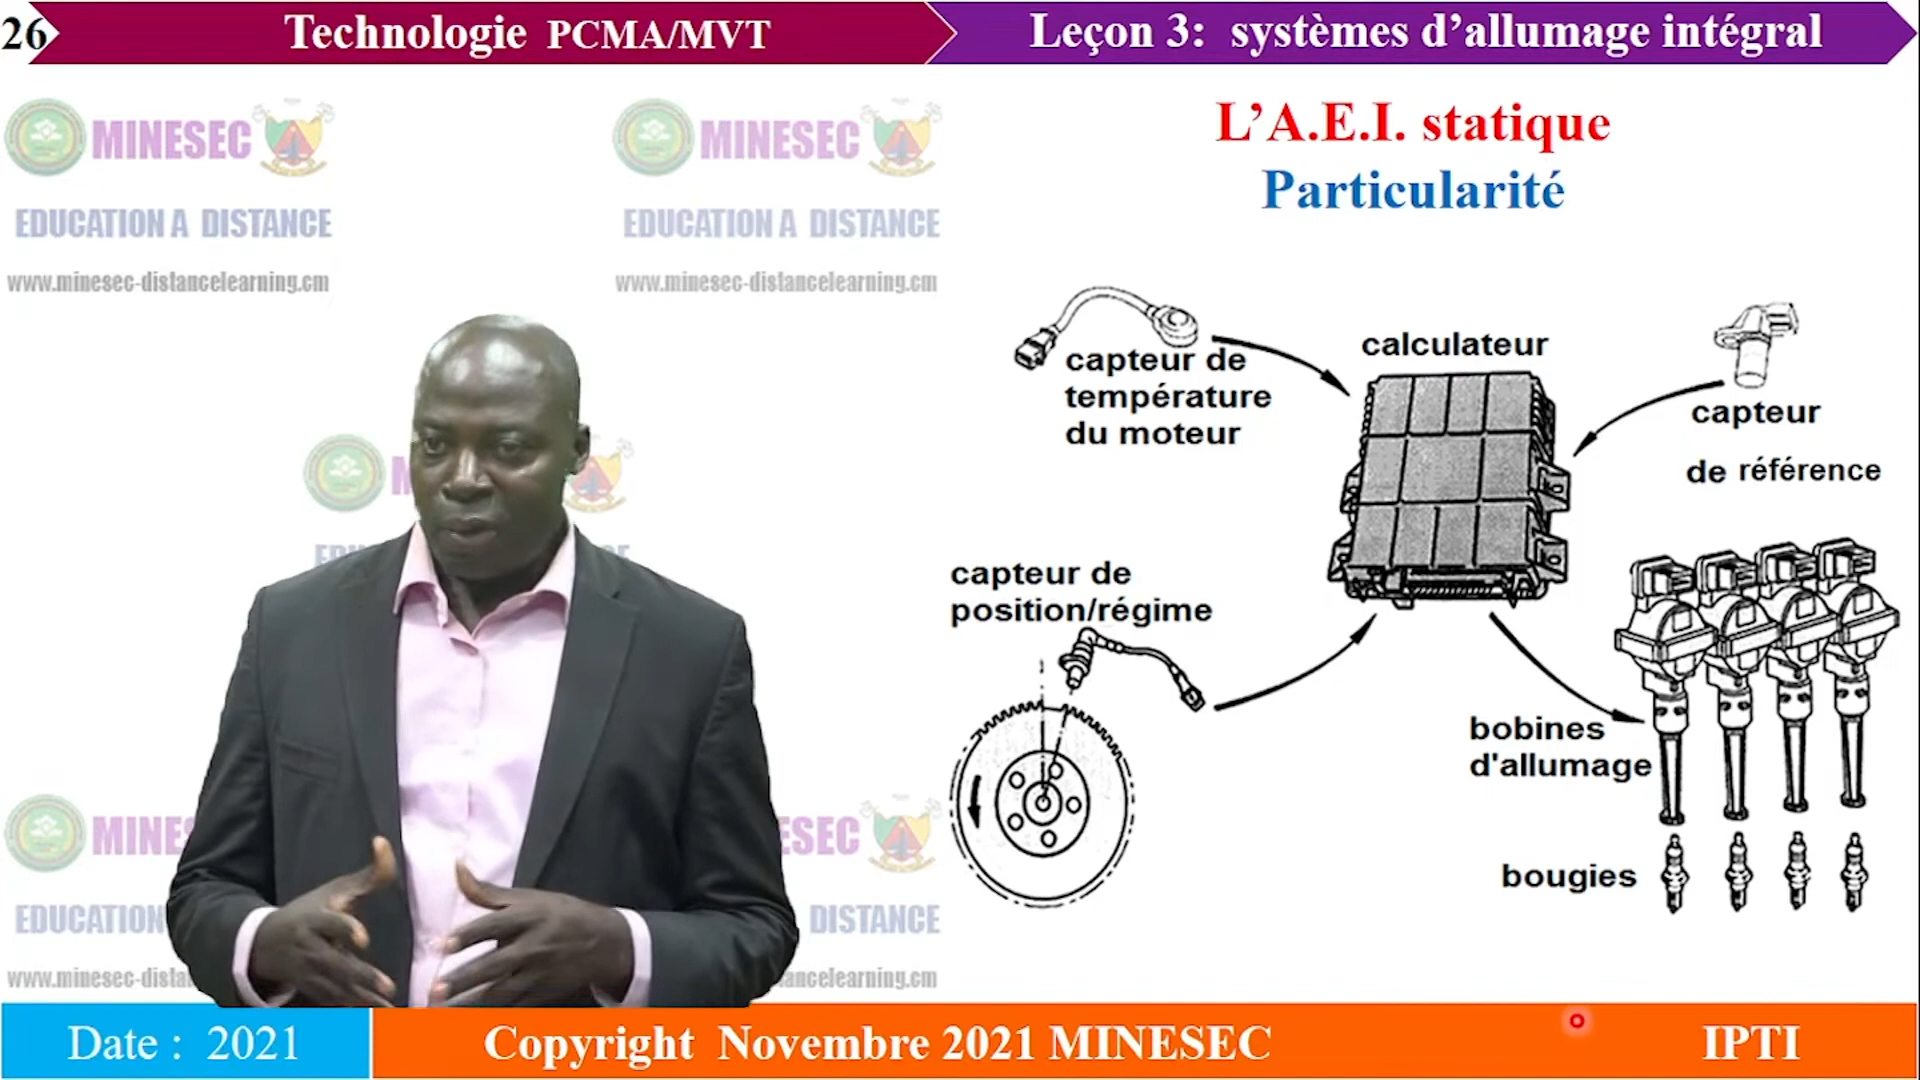 26
Technologie PCMA/MVT
Leçon 3: systèmes d’allumage intégral
MINESEC
MINESEC
EDUCATION A DISTANCE
EDUCATION A DISTANCE
www.minesec-distancelearning.cm
www.minesec-distancelearning.cm
L’A.E.I. statique
Particularité
capteur de
température
du moteur
calculateur
capteur
de référence
capteur de
position/régime
bobines
d'allumage
bougies
MINES
ESEC
EDUCATION
DISTANCE
www.minesec-dista
ancelearning.cm
Date : 2021
Copyright Novembre 2021 MINESEC
IPTI